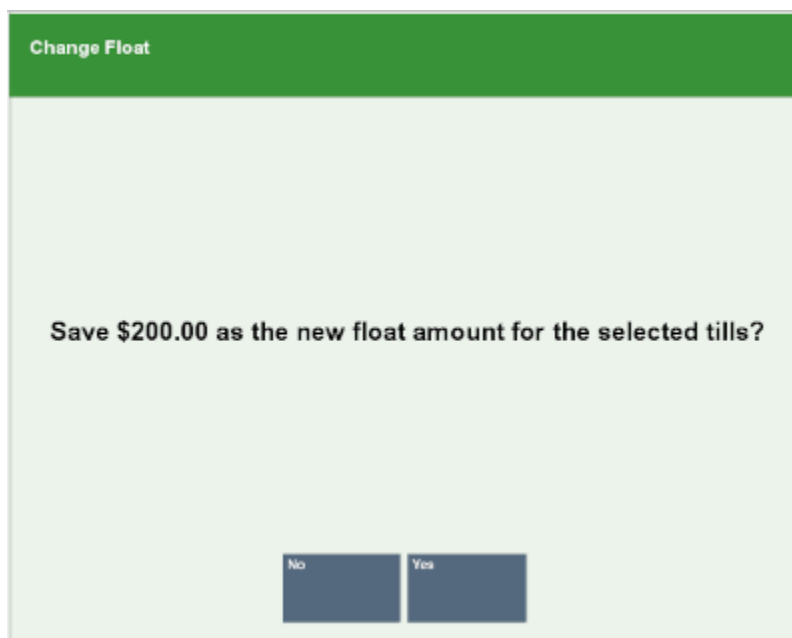 Change Float
Save $200.00 as the new float amount for the selected tills?
No
Yes